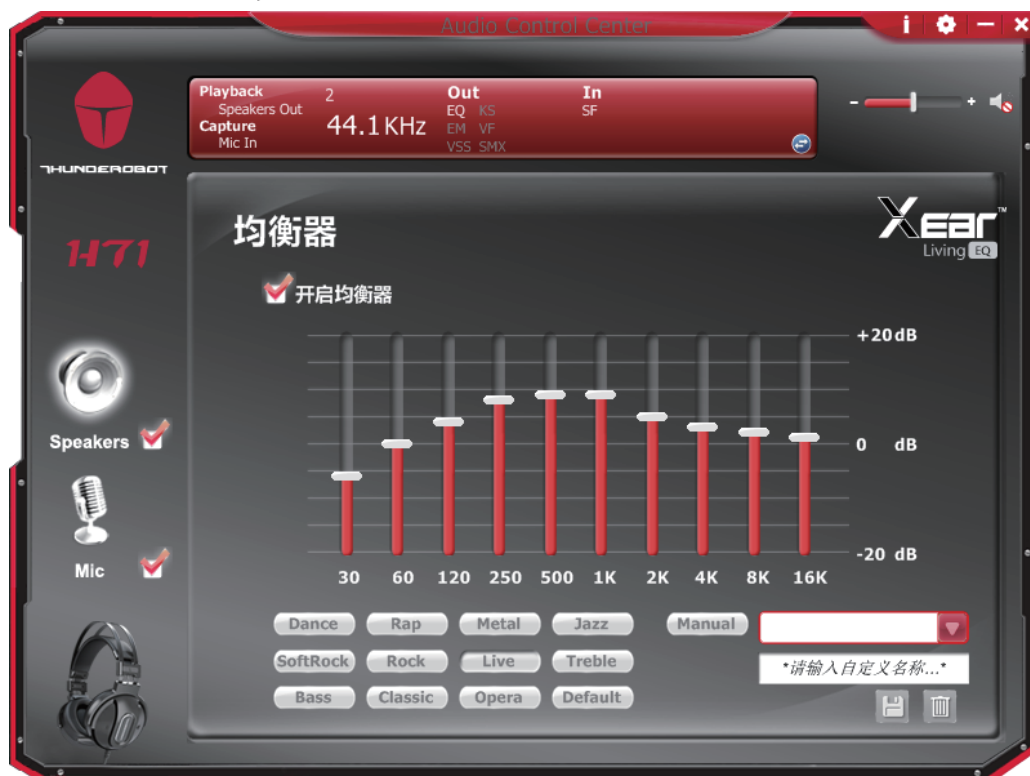 Audio Control Center
i
Playback 2 Out In
Speakers Out EQ KS SF
Capture 44.1KHz EM VF
Mic In VSS SMX
- +
THUNDEROBOT
Xear™
Living EQ
H71
均衡器
开启均衡器
+20dB
0 dB
-20 dB
Speakers
Mic
30 60 120 250 500 1K 2K 4K 8K 16K
Dance Rap Metal Jazz Manual
SoftRock Rock Live Treble
*请输入自定义名称...*
Bass Classic Opera Default